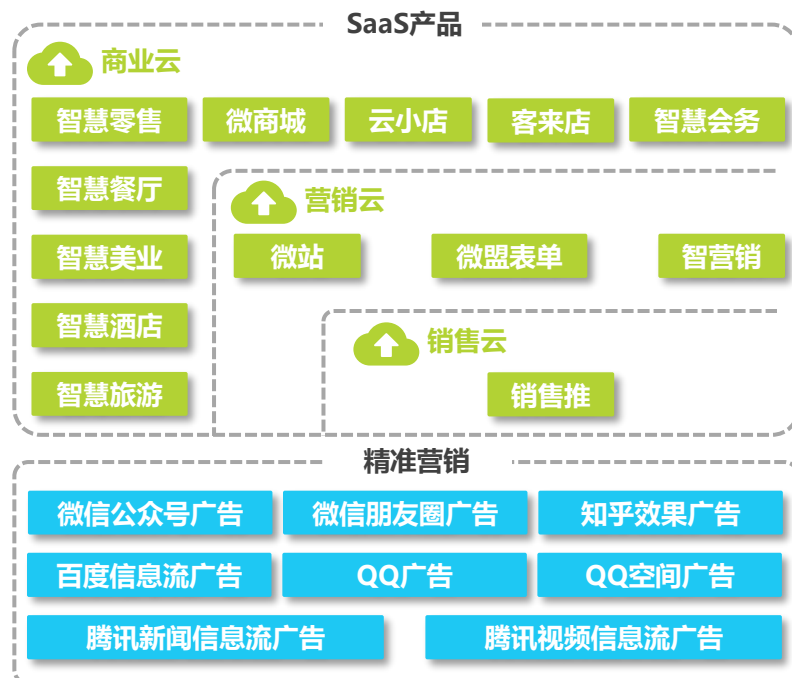 SaaS产品
商业云
智慧零售 微商城 云小店 客来店 智慧会务
智慧餐厅
营销云
智慧美业 微站 微盟表单 智营销
智慧酒店
销售云
智慧旅游 销售推
精准营销
微信公众号广告 微信朋友圈广告 知乎效果广告
百度信息流广告 QQ广告 QQ空间广告
腾讯新闻信息流广告 腾讯视频信息流广告